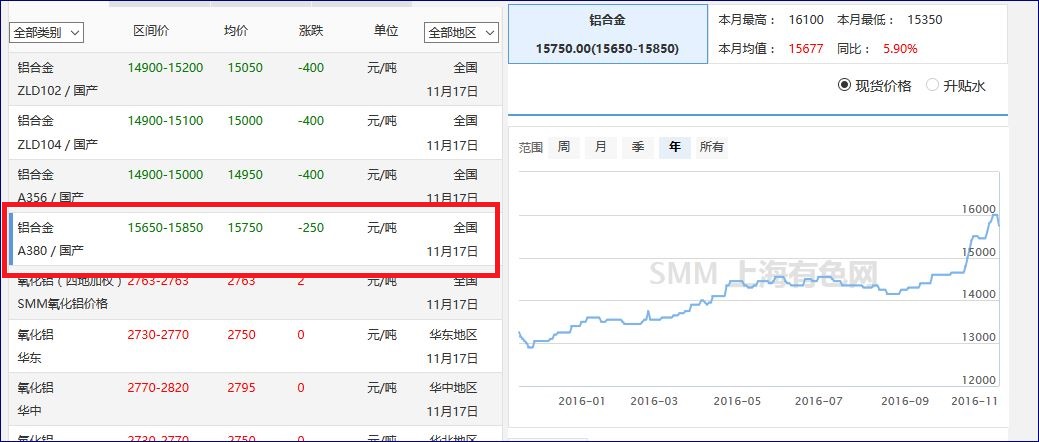 全部类别 区间价 均价 涨跌 单位 全部地区
铝合金 14900-15200 15050 -400 元/吨 全国
ZLD102 / 国产 11月17日
铝合金 14900-15100 15000 -400 元/吨 全国
ZLD104 / 国产 11月17日
铝合金 14900-15000 14950 -400 元/吨 全国
A356 / 国产 11月17日
铝合金 15650-15850 15750 -250 元/吨 全国
A380 / 国产 11月17日
氧化铝（四地加权） 2763-2763 2763 2 元/吨 全国
SMM氧化铝价格 11月17日
氧化铝 2730-2770 2750 0 元/吨 华东地区
华东 11月17日
氧化铝 2770-2820 2795 0 元/吨 华中地区
华中 11月17日
氧化铝 2730-2770 2750 0 元/吨 华北地区
铝合金
15750.00(15650-15850)
本月最高： 16100 本月最低： 15350
本月均值： 15677 同比： 5.90%
现货价格 升贴水
范围 周 月 季 年 所有
16000
15000
SMM 上海有色网
14000
13000
12000
2016-01 2016-03 2016-05 2016-07 2016-09 2016-11